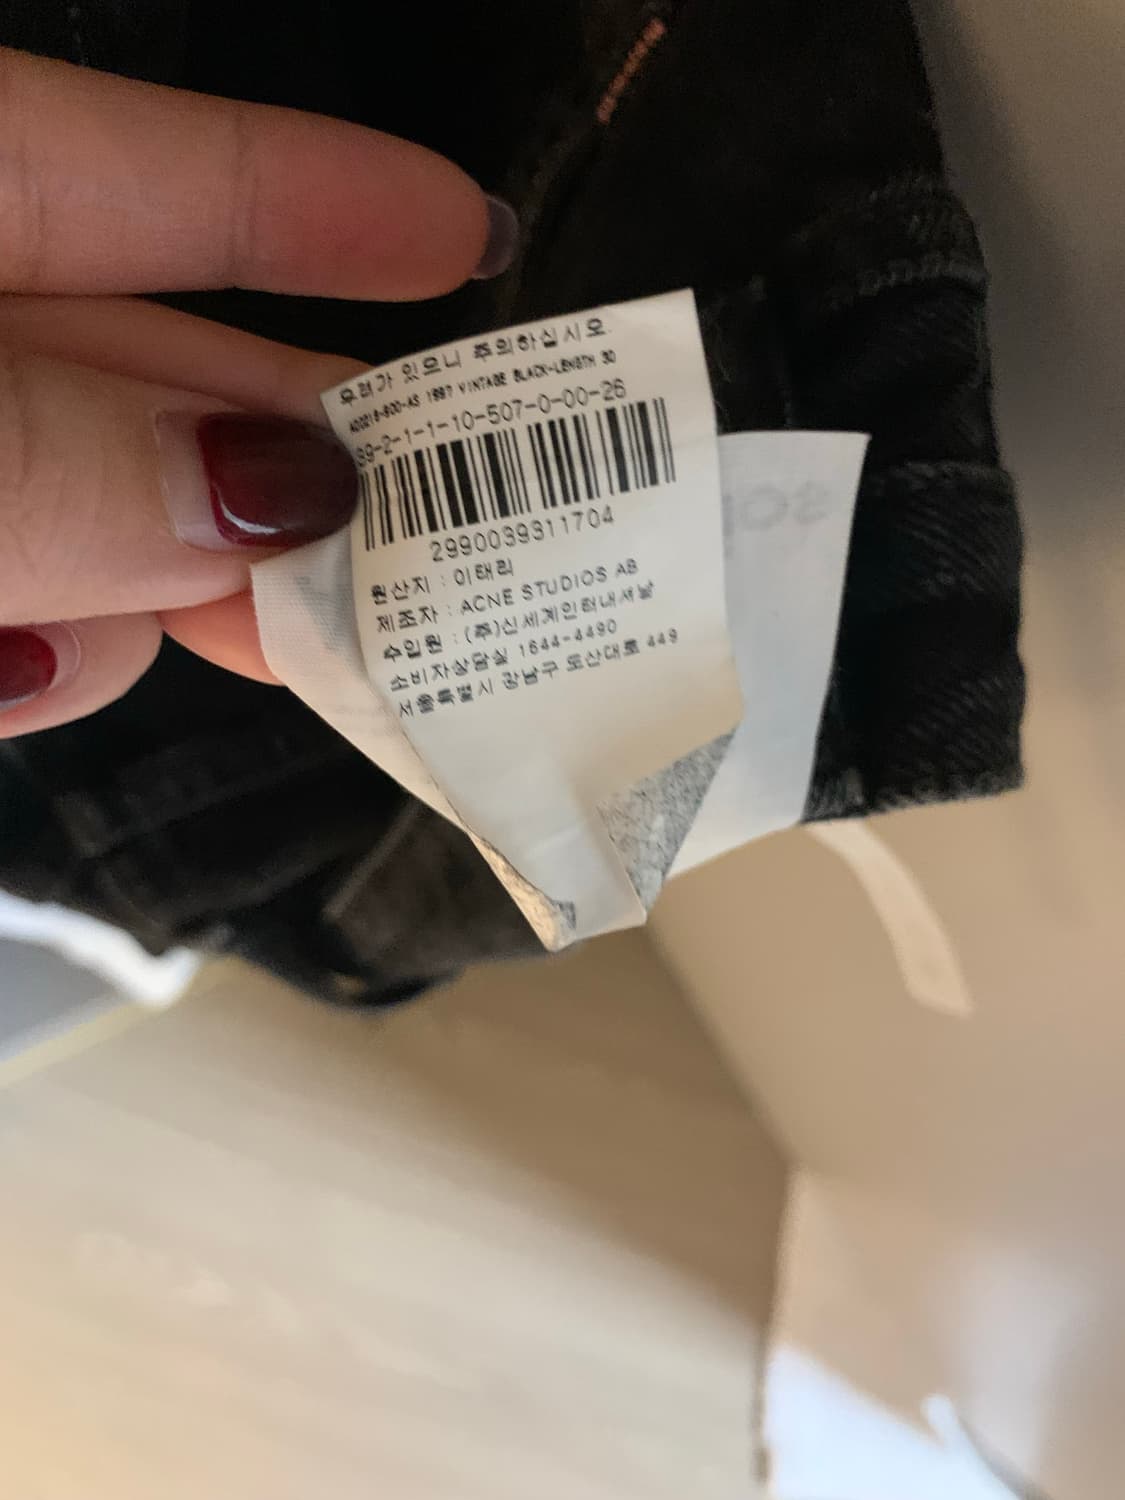 우려가 있으니 주의하십시오.
A00218-900-AS 1997 VINTAGE BLACK-LENGTH 30
39-2-1-1-10-507-0-00-26
2990039311704
원산지 : 이태리
제조자 : ACNE STUDIOS AB
수입원 : (주)신세계인터내셔날
소비자상담실 1644-4490
서울특별시 강남구 도산대로 449